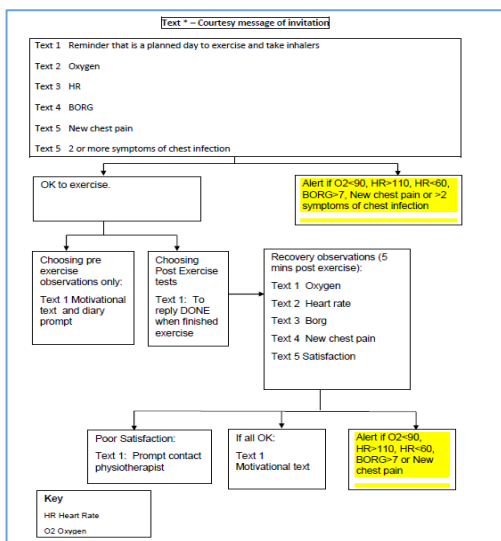 Text * – Courtesy message of invitation
Text 1 Reminder that is a planned day to exercise and take inhalers
Text 2 Oxygen
Text 3 HR
Text 4 BORG
Text 5 New chest pain
Text 5 2 or more symptoms of chest infection
OK to exercise.
Alert if O2<90, HR>110, HR<60,
BORG>7, New chest pain or >2
symptoms of chest infection
Choosing pre
exercise
observations only:
Text 1 Motivational
text and diary
prompt
Choosing
Post Exercise
tests
Text 1: To
reply DONE
when finished
exercise
Recovery observations (5
mins post exercise):
Text 1 Oxygen
Text 2 Heart rate
Text 3 Borg
Text 4 New chest pain
Text 5 Satisfaction
Poor Satisfaction:
Text 1: Prompt contact
physiotherapist
If all OK:
Text 1
Motivational text
Alert if O2<90,
HR>110, HR<60,
BORG>7 or New
chest pain
Key
HR Heart Rate
O2 Oxygen